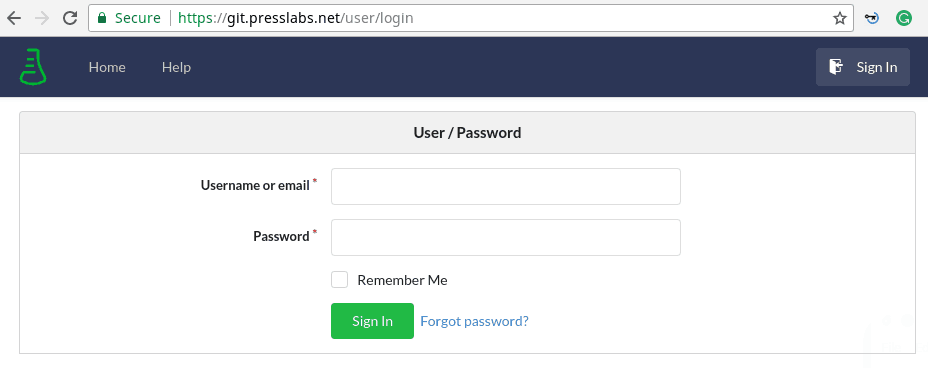 Secure | https://git.presslabs.net/user/login
Home Help Sign In
User / Password
Username or email *
Password *
Remember Me
Sign In Forgot password?